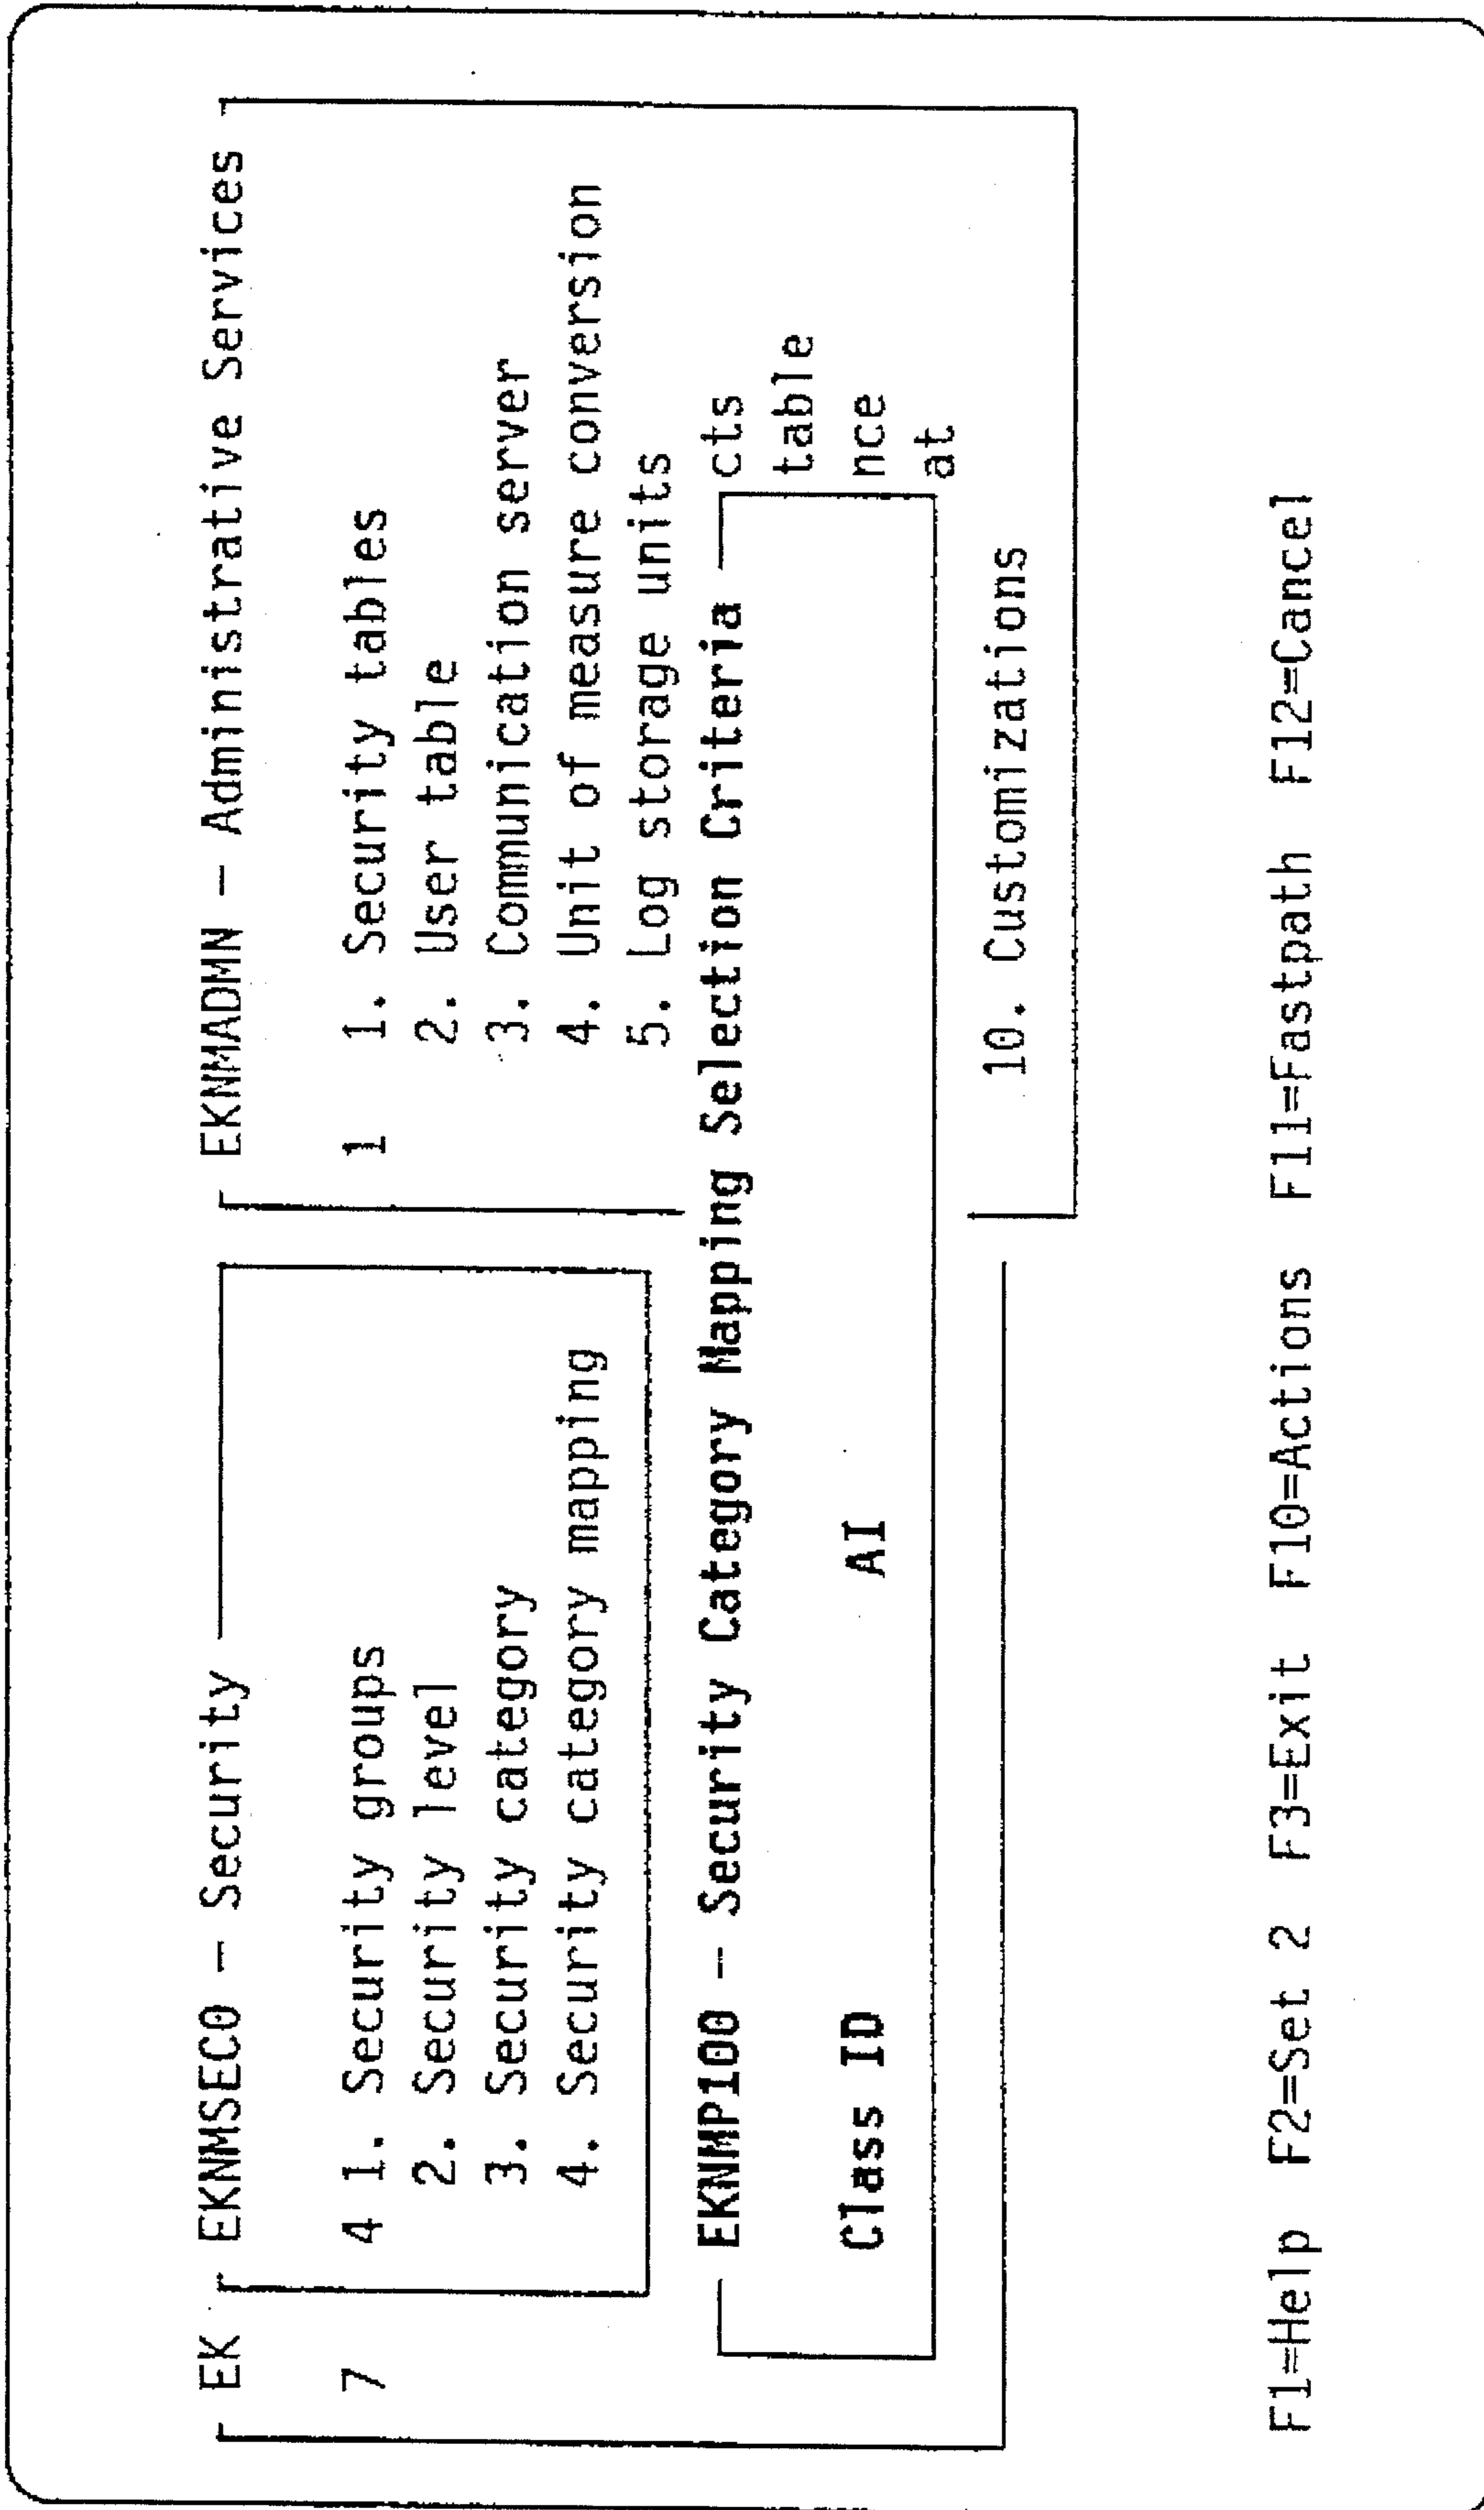 EK EKNMSEC0 — Security EKNMADMN — Administrative Services
7 4 1. Security groups 1 1. Security tables
2. Security level 2. User table
3. Security category 3. Communication server
4. Security category mapping 4. Unit of measure conversion
5. Log storage units
EKNMP100 — Security Category Mapping Selection Criteria cts
table
Class ID AI nce
at
10. Customizations
F1=Help F2=Set 2 F3=Exit F10=Actions F11=Fastpath F12=Cancel